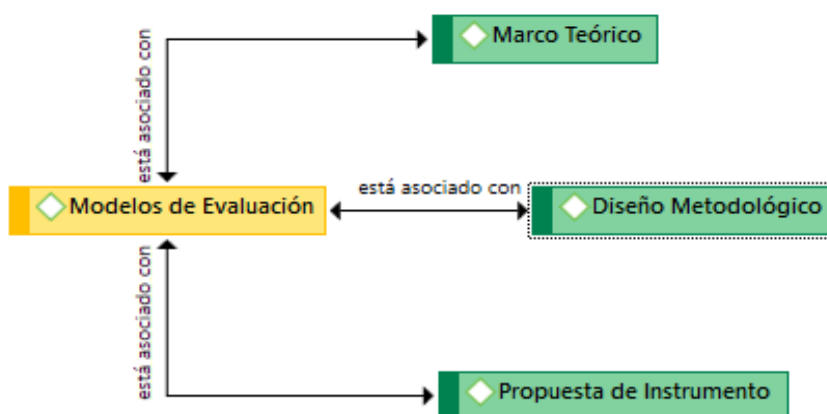 Marco Teórico
está asociado con
Modelos de Evaluación
está asociado con
Diseño Metodológico
está asociado con
Propuesta de Instrumento